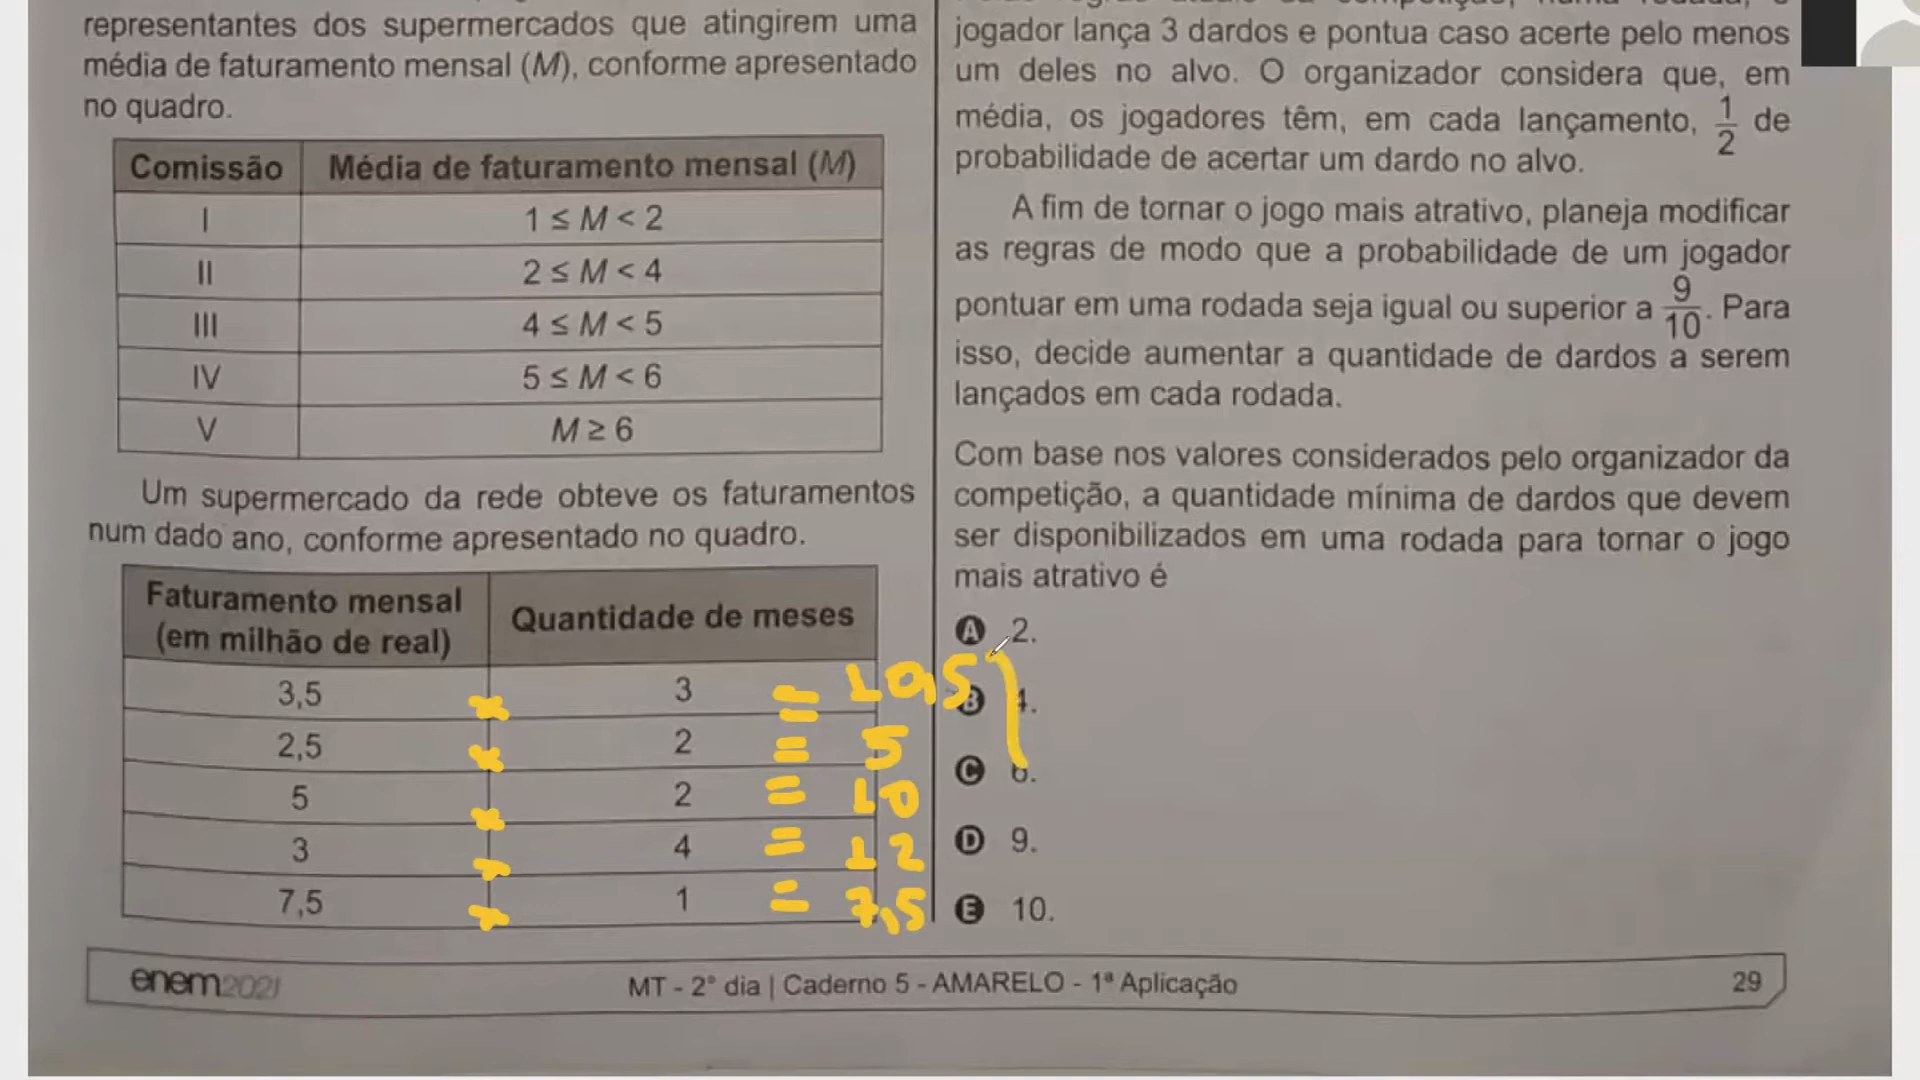 representantes dos supermercados que atingirem uma
média de faturamento mensal (M), conforme apresentado
no quadro.
Comissão Média de faturamento mensal (M)
I 1 ≤ M < 2
II 2 ≤ M < 4
III 4 ≤ M < 5
IV 5 ≤ M < 6
V M ≥ 6
Um supermercado da rede obteve os faturamentos
num dado ano, conforme apresentado no quadro.
Faturamento mensal
(em milhão de real)
Quantidade de meses
3,5 x 3 = 10,5
2,5 x 2 = 5
5 x 2 = 10
3 x 4 = 12
7,5 x 1 = 7,5
jogador lança 3 dardos e pontua caso acerte pelo menos
um deles no alvo. O organizador considera que, em
média, os jogadores têm, em cada lançamento, 1/2 de
probabilidade de acertar um dardo no alvo.
A fim de tornar o jogo mais atrativo, planeja modificar
as regras de modo que a probabilidade de um jogador
pontuar em uma rodada seja igual ou superior a 9/10. Para
isso, decide aumentar a quantidade de dardos a serem
lançados em cada rodada.
Com base nos valores considerados pelo organizador da
competição, a quantidade mínima de dardos que devem
ser disponibilizados em uma rodada para tornar o jogo
mais atrativo é
A 2.
B 4.
C 6.
D 9.
E 10.
enem2021
MT - 2° dia | Caderno 5 - AMARELO - 1ª Aplicação
29